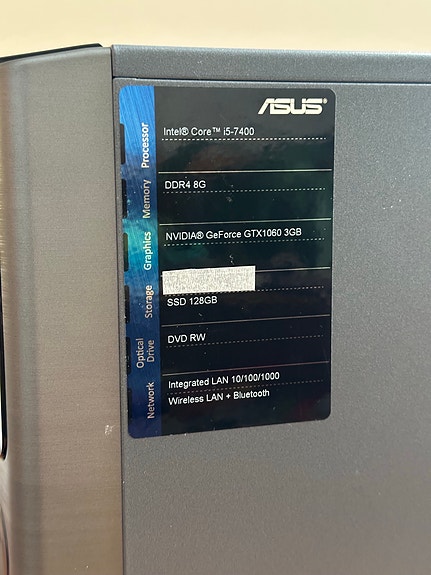 ASUS®
Processor
Intel® Core™ i5-7400
Memory
DDR4 8G
Graphics
NVIDIA® GeForce GTX1060 3GB
Storage
SSD 128GB
Optical
Drive
DVD RW
Network
Integrated LAN 10/100/1000
Wireless LAN + Bluetooth